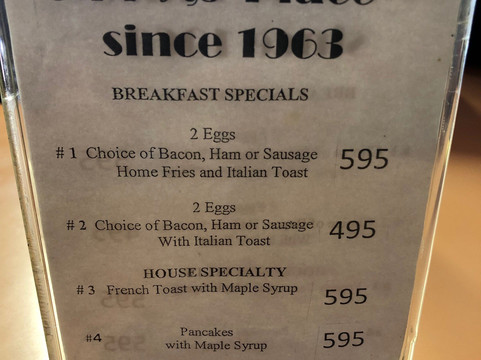 Place
since 1963
BREAKFAST SPECIALS
2 Eggs
# 1 Choice of Bacon, Ham or Sausage 595
Home Fries and Italian Toast
2 Eggs
# 2 Choice of Bacon, Ham or Sausage 495
With Italian Toast
HOUSE SPECIALTY
# 3 French Toast with Maple Syrup 595
#4 Pancakes 595
with Maple Syrup